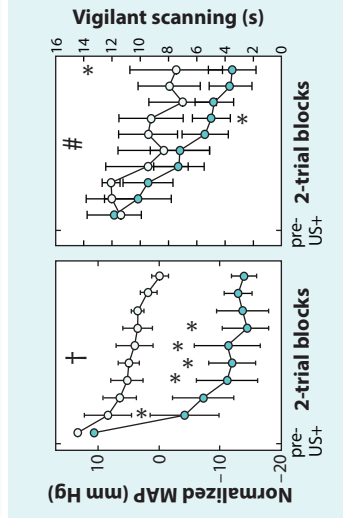 Vigilant scanning (s)
16 14 12 10 8 6 4 2 0
*
#
*
pre-
US+
2-trial blocks
†
*
*
*
*
*
pre-
US+
2-trial blocks
10 0 −10 −20
Normalized MAP (mm Hg)